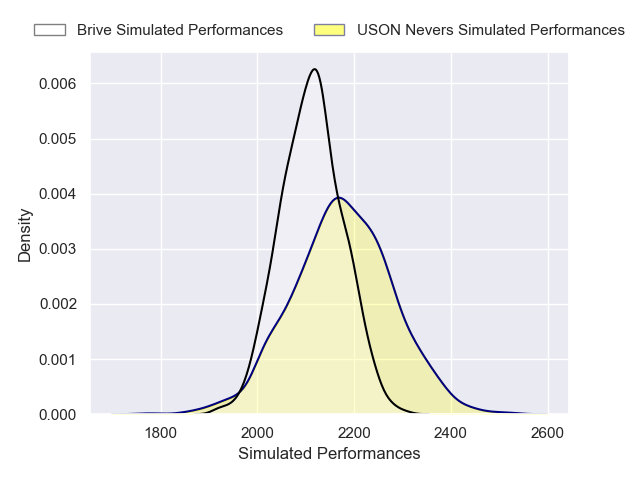 Brive Simulated Performances
USON Nevers Simulated Performances
0.006
0.005
0.004
0.003
0.002
0.001
0.000
Density
1800 2000 2200 2400 2600
Simulated Performances